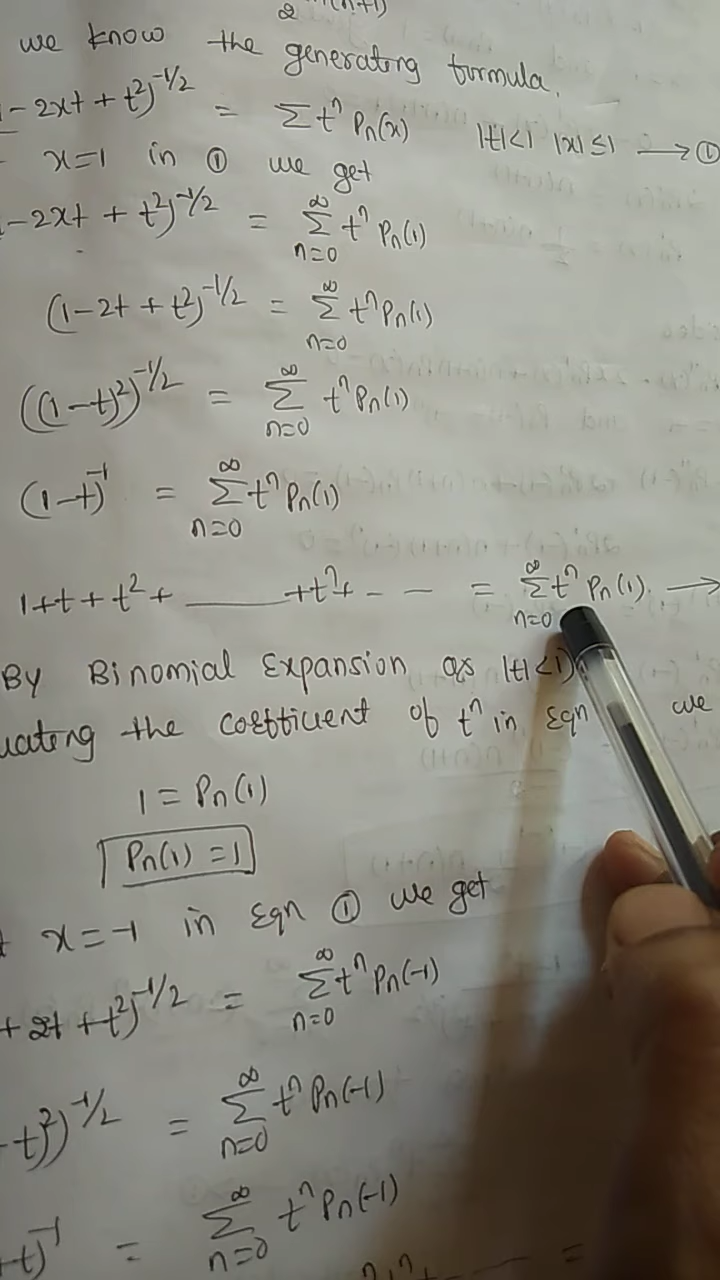 we know the generating formula.
- 2xt + t²)^(-1/2) = Σ tⁿ Pₙ(x) |t|<1 |x|≤1 → ①
x=1 in ① we get
- 2xt + t²)^(-1/2) = Σ_{n=0}^{∞} tⁿ Pₙ(1)
(1-2t + t²)^(-1/2) = Σ_{n=0}^{∞} tⁿ Pₙ(1)
((1-t)²)^(-1/2) = Σ_{n=0}^{∞} tⁿ Pₙ(1)
(1-t)^(-1) = Σ_{n=0}^{∞} tⁿ Pₙ(1)
1+t+t²+ ____ +tⁿ+ - - = Σ_{n=0}^{∞} tⁿ Pₙ(1) →
By Binomial Expansion as |t|<1)
uating the coefficient of tⁿ in Eqn we
1 = Pₙ(1)
Pₙ(1) = 1
x=-1 in Eqn ① we get
+ 2t + t²)^(-1/2) = Σ_{n=0}^{∞} tⁿ Pₙ(-1)
t)²)^(-1/2) = Σ_{n=0}^{∞} tⁿ Pₙ(-1)
t)^(-1) = Σ_{n=0}^{∞} tⁿ Pₙ(-1)